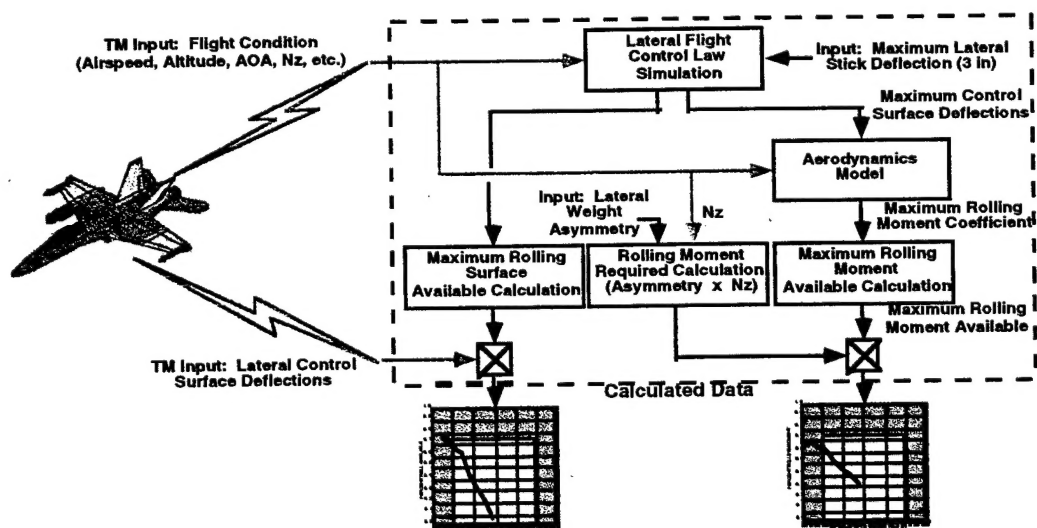 TM Input: Flight Condition
(Airspeed, Altitude, AOA, Nz, etc.)
Lateral Flight
Control Law
Simulation
Input: Maximum Lateral
Stick Deflection (3 in)
Maximum Control
Surface Deflections
Aerodynamics
Model
Input: Lateral
Weight
Asymmetry
Nz
Maximum Rolling
Moment Coefficient
Maximum Rolling
Surface
Available Calculation
Rolling Moment
Required Calculation
(Asymmetry x Nz)
Maximum Rolling
Moment
Available Calculation
Maximum Rolling
Moment Available
TM Input: Lateral Control
Surface Deflections
Calculated Data